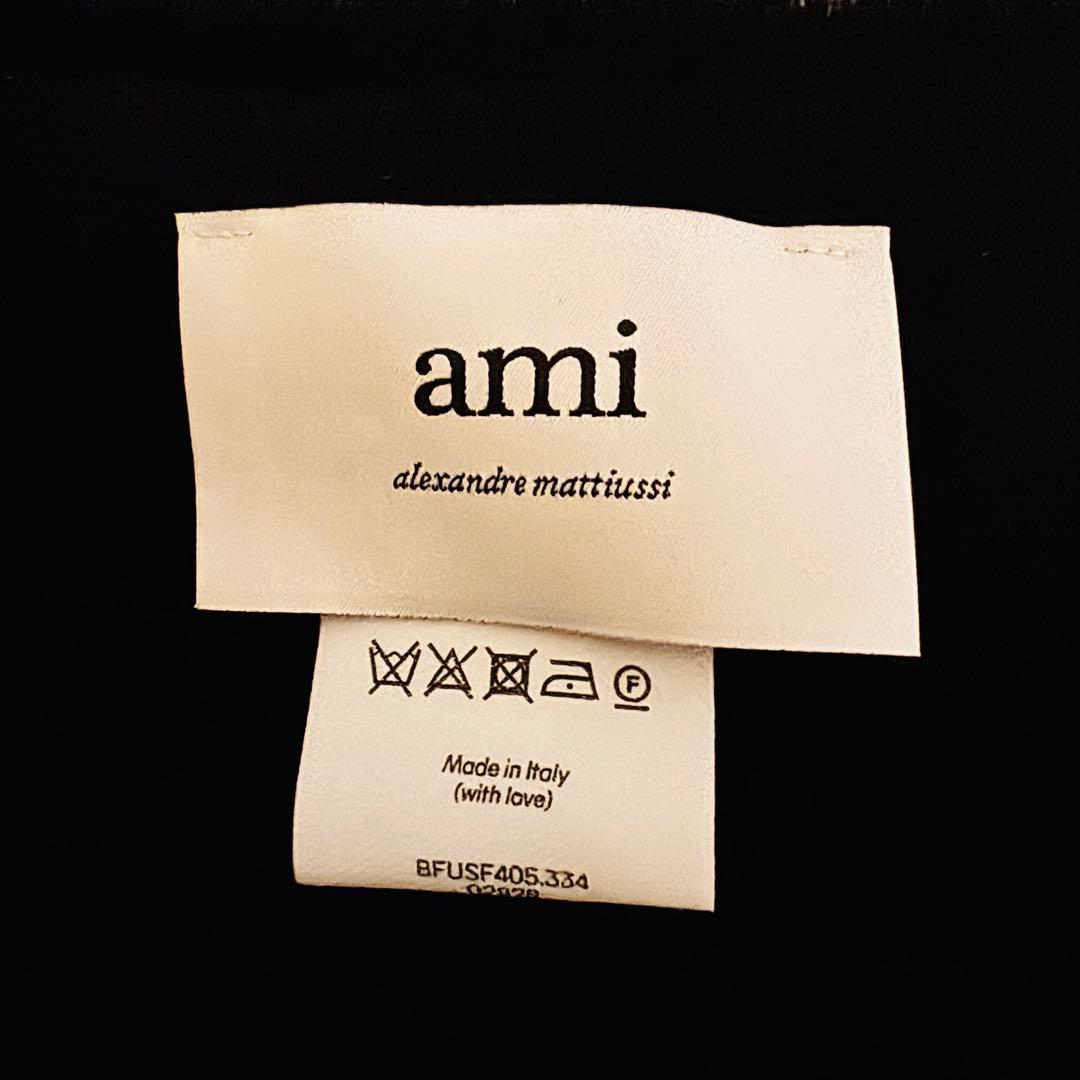 ami
alexandre mattiussi
F
Made in Italy
(with love)
BFUSF405.334